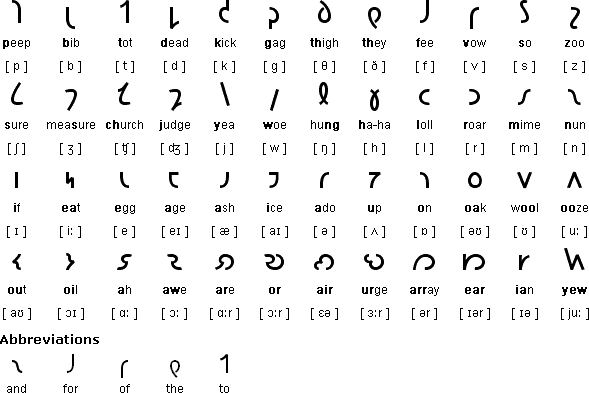 𐑐 𐑚 𐑑 𐑛 𐑒 𐑜 𐑔 𐑞 𐑓 𐑝 𐑕 𐑟
peep bib tot dead kick gag thigh they fee vow so zoo
[ p ] [ b ] [ t ] [ d ] [ k ] [ g ] [ θ ] [ ð ] [ f ] [ v ] [ s ] [ z ]
𐑖 𐑠 𐑗 𐑡 𐑘 𐑢 𐑙 𐑣 𐑤 𐑮 𐑥 𐑯
sure measure church judge yea woe hung ha-ha loll roar mime nun
[ ʃ ] [ ʒ ] [ ʧ ] [ ʤ ] [ j ] [ w ] [ ŋ ] [ h ] [ l ] [ r ] [ m ] [ n ]
𐑦 𐑰 𐑧 𐑱 𐑨 𐑲 𐑩 𐑳 𐑪 𐑴 𐑫 𐑵
if eat egg age ash ice ado up on oak wool ooze
[ ɪ ] [ iː ] [ e ] [ eɪ ] [ æ ] [ aɪ ] [ ə ] [ ʌ ] [ ɒ ] [ əʊ ] [ ʊ ] [ uː ]
𐑬 𐑶 𐑭 𐑷 𐑸 𐑹 𐑺 𐑻 𐑼 𐑽 𐑾 𐑿
out oil ah awe are or air urge array ear ian yew
[ aʊ ] [ ɔɪ ] [ ɑː ] [ ɔː ] [ ɑːr ] [ ɔːr ] [ ɛə ] [ ɜːr ] [ ər ] [ ɪər ] [ ɪə ] [ juː ]
Abbreviations
𐑯 𐑓 𐑝 𐑞 𐑑
and for of the to